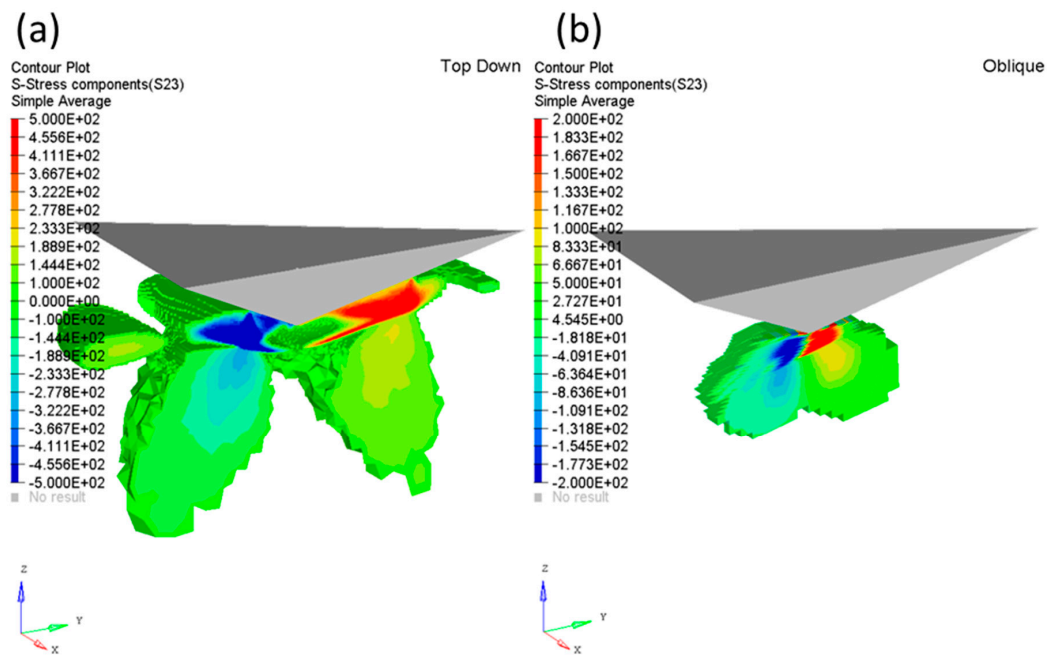 (a)
Contour Plot
S-Stress components(S23)
Simple Average
Top Down
5.000E+02
4.556E+02
4.111E+02
3.667E+02
3.222E+02
2.778E+02
2.333E+02
1.889E+02
1.444E+02
1.000E+02
0.000E+00
-1.000E+02
-1.444E+02
-1.889E+02
-2.333E+02
-2.778E+02
-3.222E+02
-3.667E+02
-4.111E+02
-4.556E+02
-5.000E+02
No result
Z
Y
X
(b)
Contour Plot
S-Stress components(S23)
Simple Average
Oblique
2.000E+02
1.833E+02
1.667E+02
1.500E+02
1.333E+02
1.167E+02
1.000E+02
8.333E+01
6.667E+01
5.000E+01
2.727E+01
4.545E+00
-1.818E+01
-4.091E+01
-6.364E+01
-8.636E+01
-1.091E+02
-1.318E+02
-1.545E+02
-1.773E+02
-2.000E+02
No result
Z
Y
X